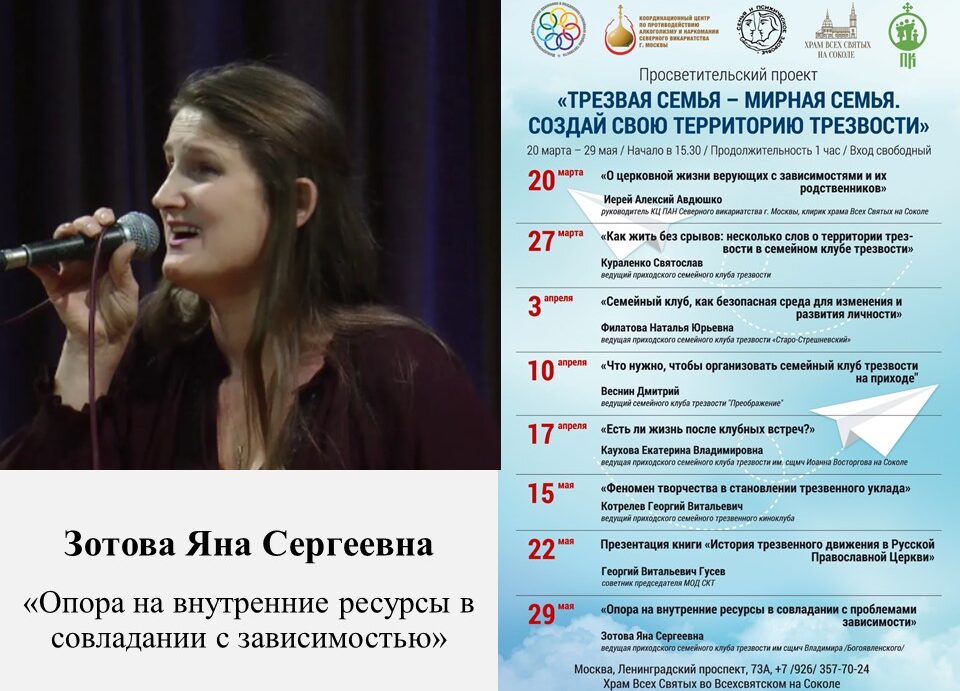 Зотова Яна Сергеевна
«Опора на внутренние ресурсы в
совладании с зависимостью»
КООРДИНАЦИОННЫЙ ЦЕНТР
ПО ПРОТИВОДЕЙСТВИЮ
АЛКОГОЛИЗМУ И НАРКОМАНИИ
СЕВЕРНОГО ВИКАРИАТСТВА
Г. МОСКВЫ
ХРАМ ВСЕХ СВЯТЫХ
НА СОКОЛЕ
ПК
Просветительский проект
«ТРЕЗВАЯ СЕМЬЯ – МИРНАЯ СЕМЬЯ.
СОЗДАЙ СВОЮ ТЕРРИТОРИЮ ТРЕЗВОСТИ»
20 марта – 29 мая / Начало в 15.30 / Продолжительность 1 час / Вход свободный
20 марта «О церковной жизни верующих с зависимостями и их
родственников»
Иерей Алексий Авдюшко
руководитель КЦ ПАН Северного викариатства г. Москвы, клирик храма Всех Святых на Соколе
27 марта «Как жить без срывов: несколько слов о территории трез-
вости в семейном клубе трезвости»
Кураленко Святослав
ведущий приходского семейного клуба трезвости
3 апреля «Семейный клуб, как безопасная среда для изменения и
развития личности»
Филатова Наталья Юрьевна
ведущая приходского семейного клуба трезвости «Старо-Стрешневский»
10 апреля «Что нужно, чтобы организовать семейный клуб трезвости
на приходе"
Веснин Дмитрий
ведущий семейного клуба трезвости "Преображение"
17 апреля «Есть ли жизнь после клубных встреч?»
Каухова Екатерина Владимировна
ведущая приходского семейного клуба трезвости им. сщмч Иоанна Восторгова на Соколе
15 мая «Феномен творчества в становлении трезвенного уклада»
Котрелев Георгий Витальевич
ведущий приходского семейного трезвенного киноклуба
22 мая Презентация книги «История трезвенного движения в Русской
Православной Церкви»
Георгий Витальевич Гусев
советник председателя МОД СКТ
29 мая «Опора на внутренние ресурсы в совладании с проблемами
зависимости»
Зотова Яна Сергеевна
ведущая приходского семейного клуба трезвости им сщмч Владимира /Богоявленского/
Москва, Ленинградский проспект, 73А, +7 /926/ 357-70-24
Храм Всех Святых во Всехсвятском на Соколе